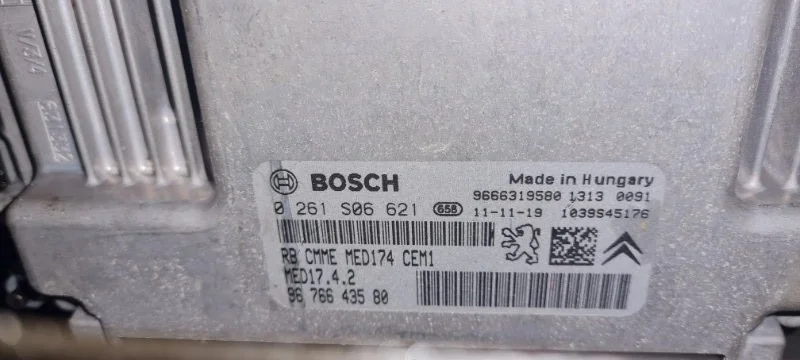 BOSCH
Made in Hungary
9666319580 1313 0091
0 261 S06 621 658
11-11-19 1039S45176
RB CMME MED174 CEM1
MED17.4.2
96 766 435 80